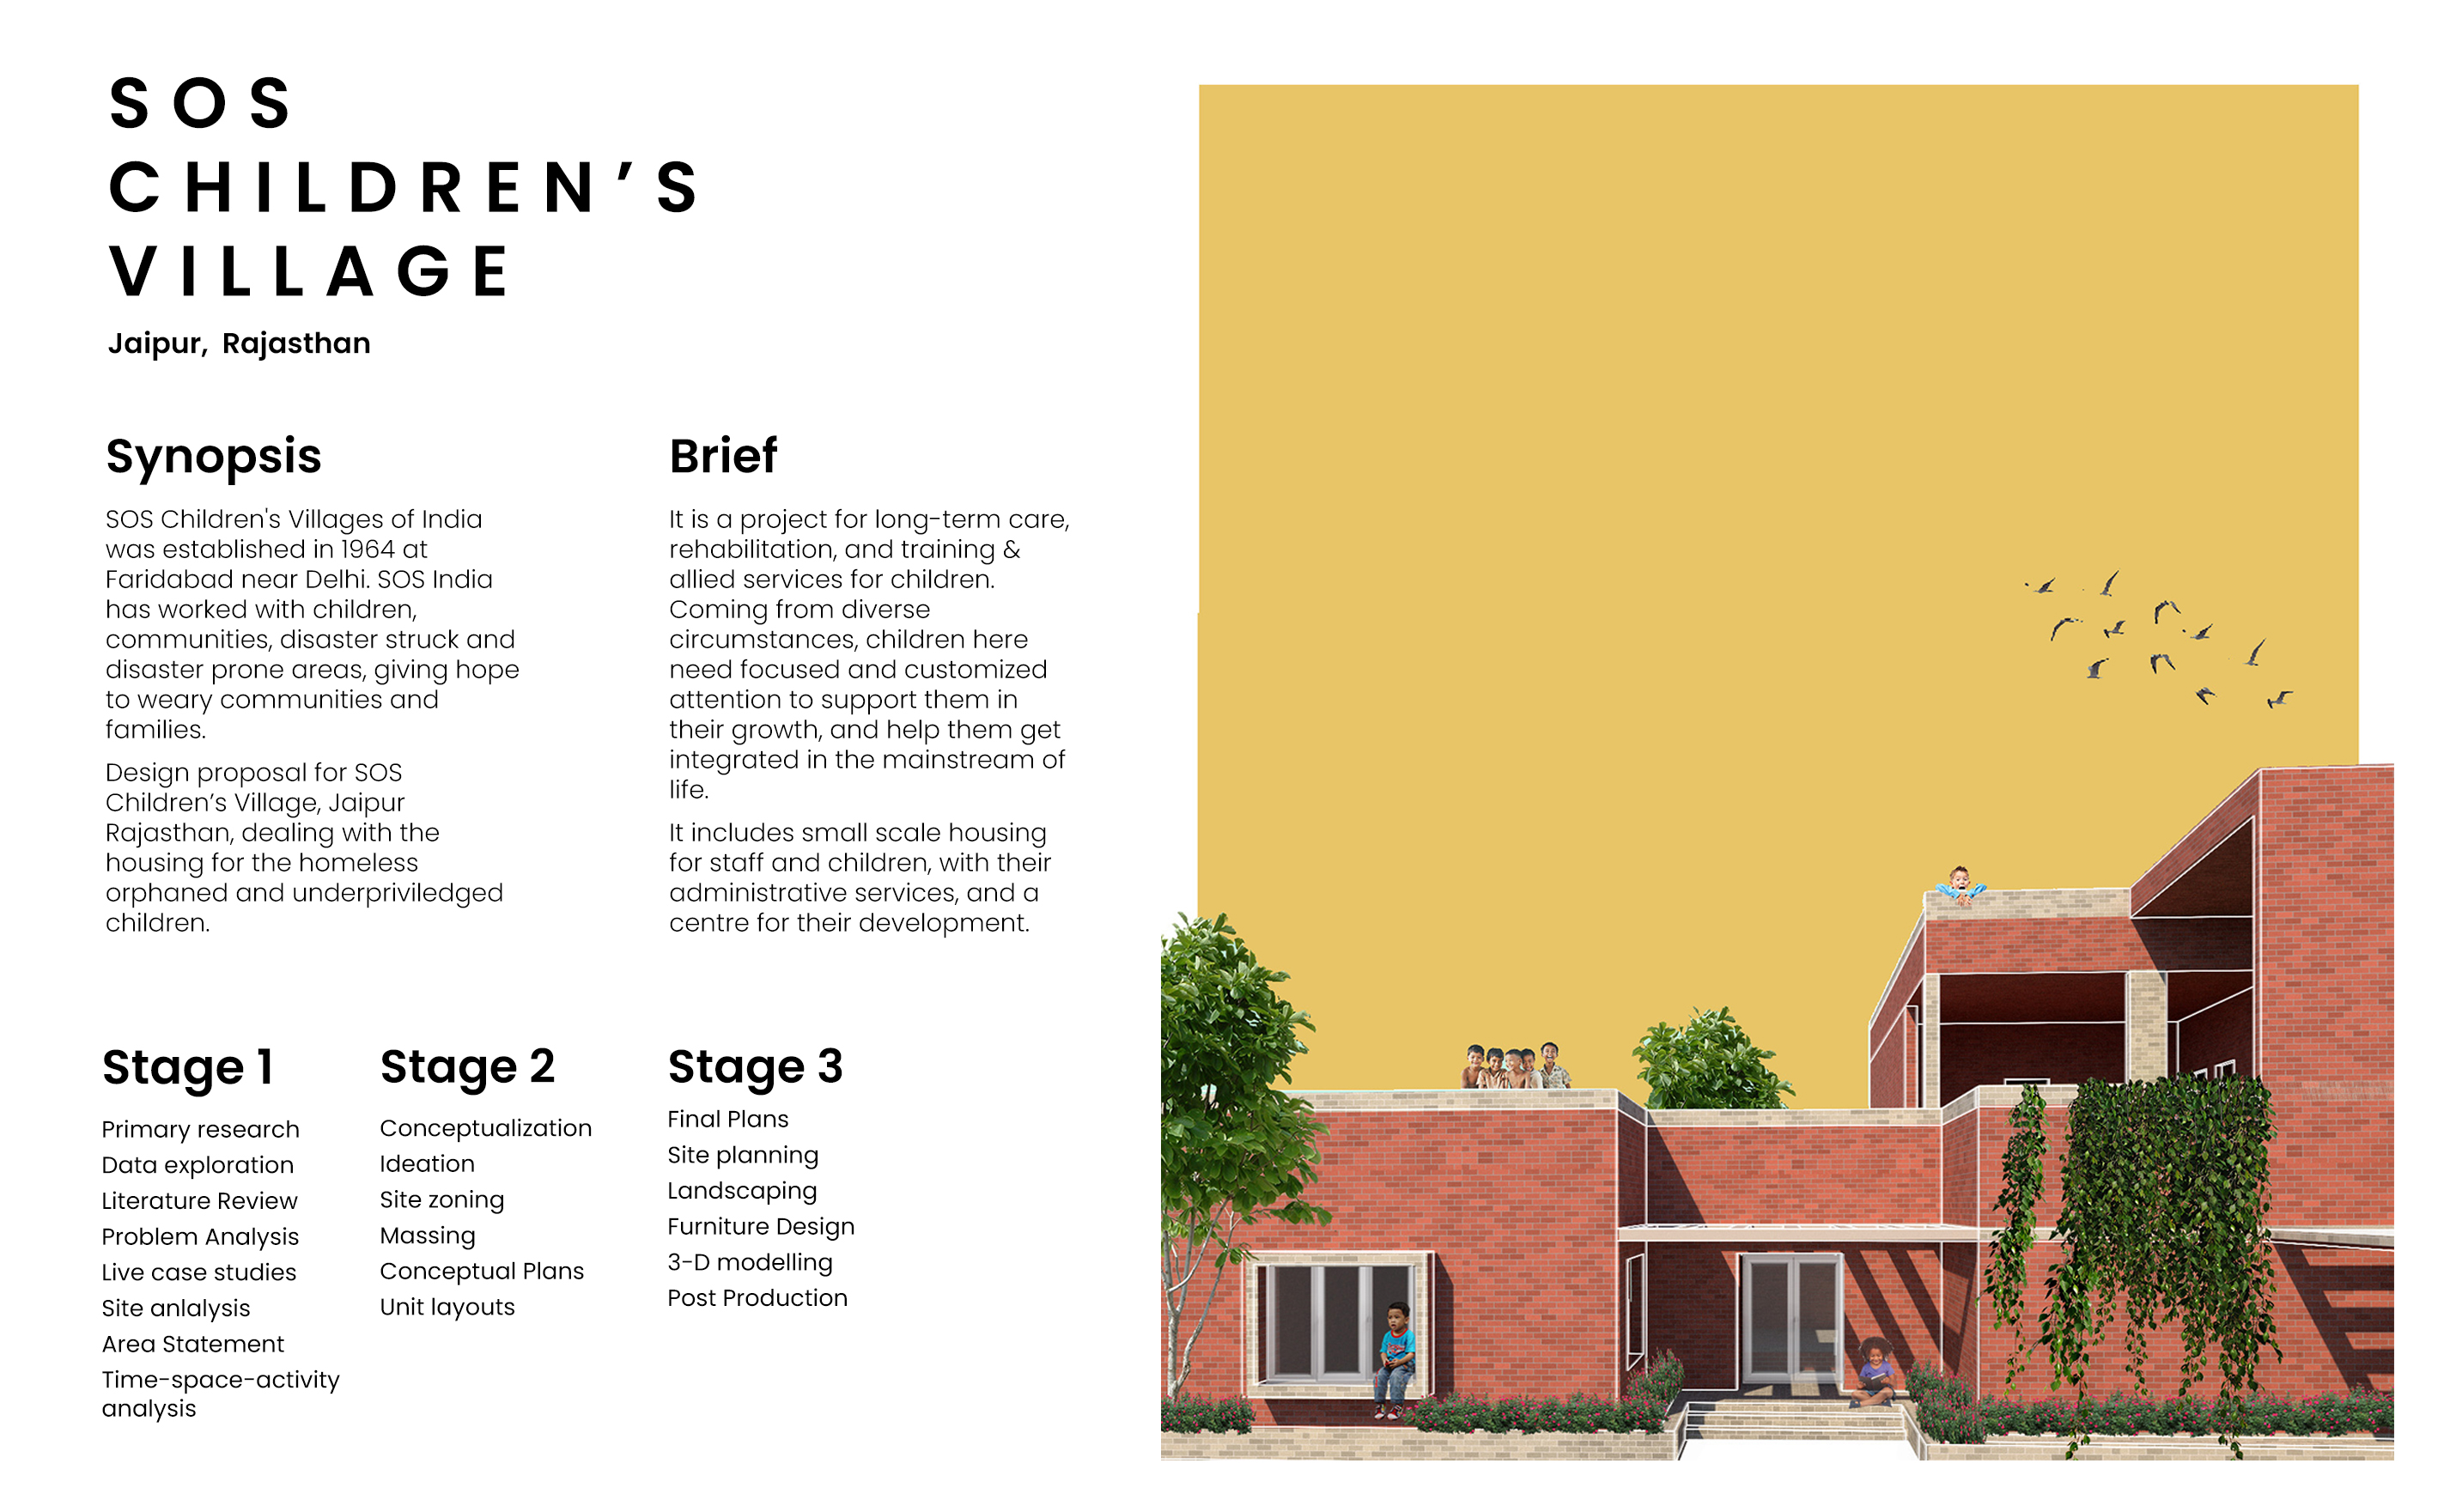 SOS
CHILDREN’S
VILLAGE
Jaipur, Rajasthan
Synopsis
SOS Children's Villages of India
was established in 1964 at
Faridabad near Delhi. SOS India
has worked with children,
communities, disaster struck and
disaster prone areas, giving hope
to weary communities and
families.
Design proposal for SOS
Children’s Village, Jaipur
Rajasthan, dealing with the
housing for the homeless
orphaned and underpriviledged
children.
Brief
It is a project for long-term care,
rehabilitation, and training &
allied services for children.
Coming from diverse
circumstances, children here
need focused and customized
attention to support them in
their growth, and help them get
integrated in the mainstream of
life.
It includes small scale housing
for staff and children, with their
administrative services, and a
centre for their development.
Stage 1
Primary research
Data exploration
Literature Review
Problem Analysis
Live case studies
Site anlalysis
Area Statement
Time-space-activity
analysis
Stage 2
Conceptualization
Ideation
Site zoning
Massing
Conceptual Plans
Unit layouts
Stage 3
Final Plans
Site planning
Landscaping
Furniture Design
3-D modelling
Post Production